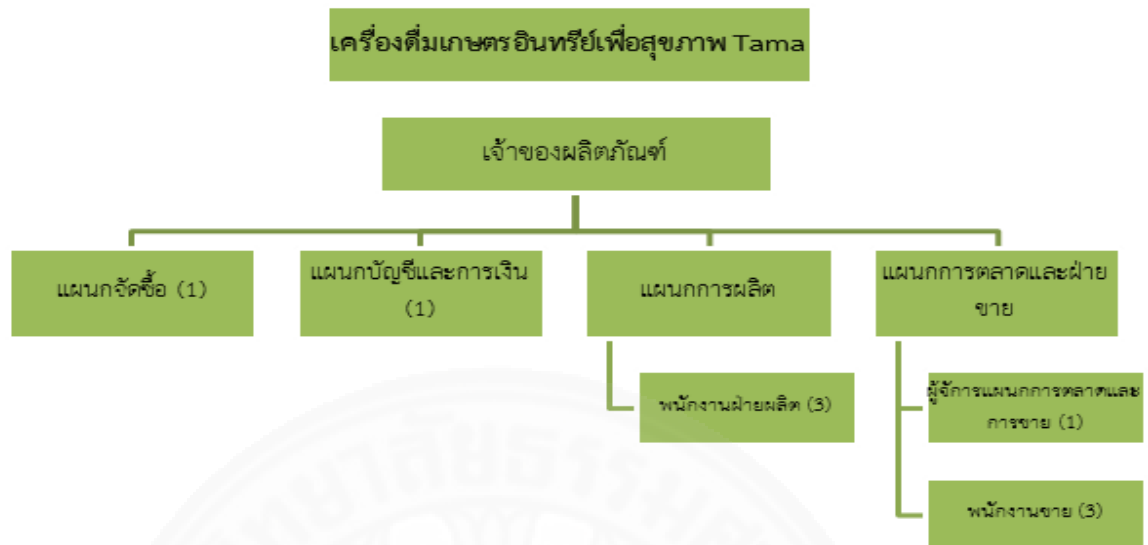 เครื่องดื่มเกษตรอินทรีย์เพื่อสุขภาพ Tama
เจ้าของผลิตภัณฑ์
แผนกจัดซื้อ (1)
แผนกบัญชีและการเงิน
(1)
แผนกการผลิต
แผนกการตลาดและฝ่าย
ขาย
พนักงานฝ่ายผลิต (3)
ผู้จัการแผนกการตลาดและ
การขาย (1)
พนักงานขาย (3)